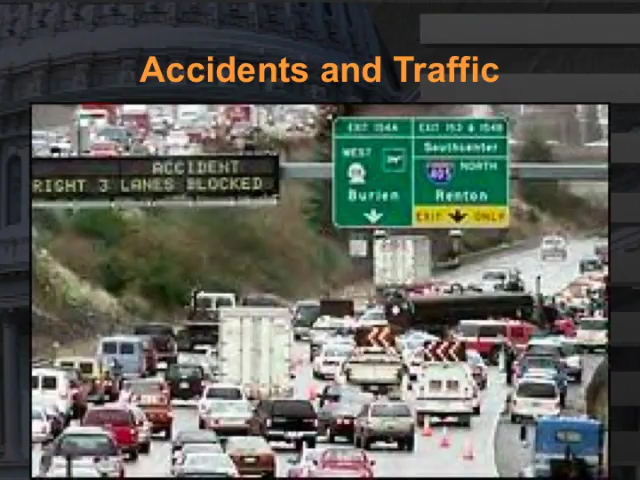 Accidents and Traffic
ACCIDENT
RIGHT 3 LANES BLOCKED
EXIT 154A
WEST
Burien
EXIT 153 & 154B
Southcenter
405 NORTH
Renton
EXIT ONLY